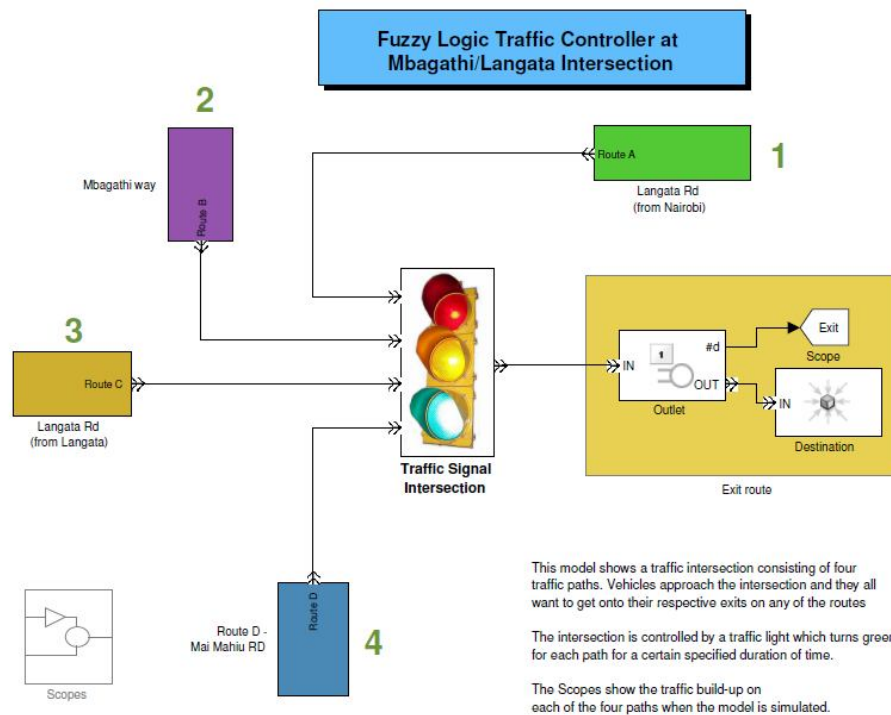 Fuzzy Logic Traffic Controller at
Mbagathi/Langata Intersection
2
1
Route A
Langata Rd
(from Nairobi)
Mbagathi way
Route B
3
Route C
Langata Rd
(from Langata)
Traffic Signal
Intersection
IN
1
#d
OUT
Outlet
Exit
Scope
IN
Destination
Exit route
Route D
Route D -
Mai Mahiu RD
4
Scopes
This model shows a traffic intersection consisting of four
traffic paths. Vehicles approach the intersection and they all
want to get onto their respective exits on any of the routes
The intersection is controlled by a traffic light which turns green
for each path for a certain specified duration of time.
The Scopes show the traffic build-up on
each of the four paths when the model is simulated.